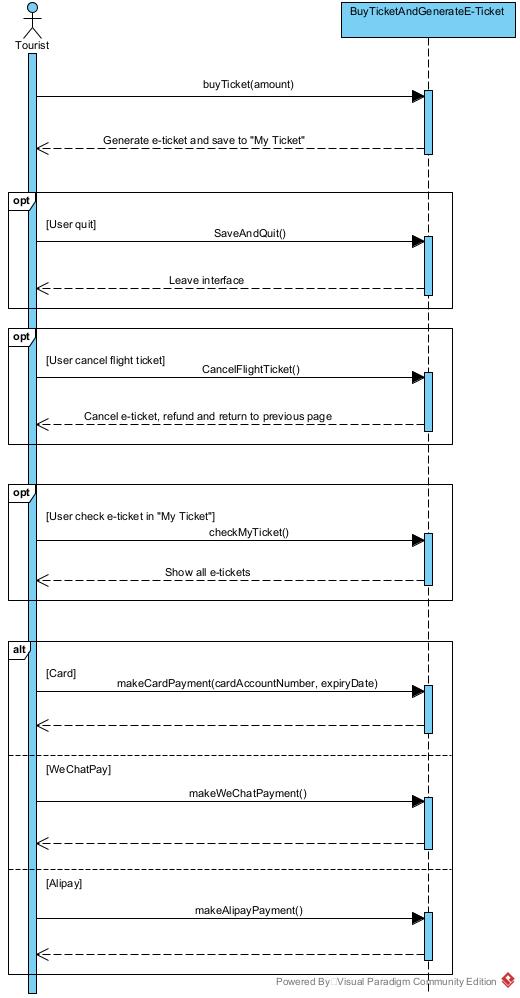 BuyTicketAndGenerateE-Ticket
Tourist
buyTicket(amount)
Generate e-ticket and save to "My Ticket"
opt
[User quit]
SaveAndQuit()
Leave interface
opt
[User cancel flight ticket]
CancelFlightTicket()
Cancel e-ticket, refund and return to previous page
opt
[User check e-ticket in "My Ticket"]
checkMyTicket()
Show all e-tickets
alt
[Card]
makeCardPayment(cardAccountNumber, expiryDate)
[WeChatPay]
makeWeChatPayment()
[Alipay]
makeAlipayPayment()
Powered By Visual Paradigm Community Edition